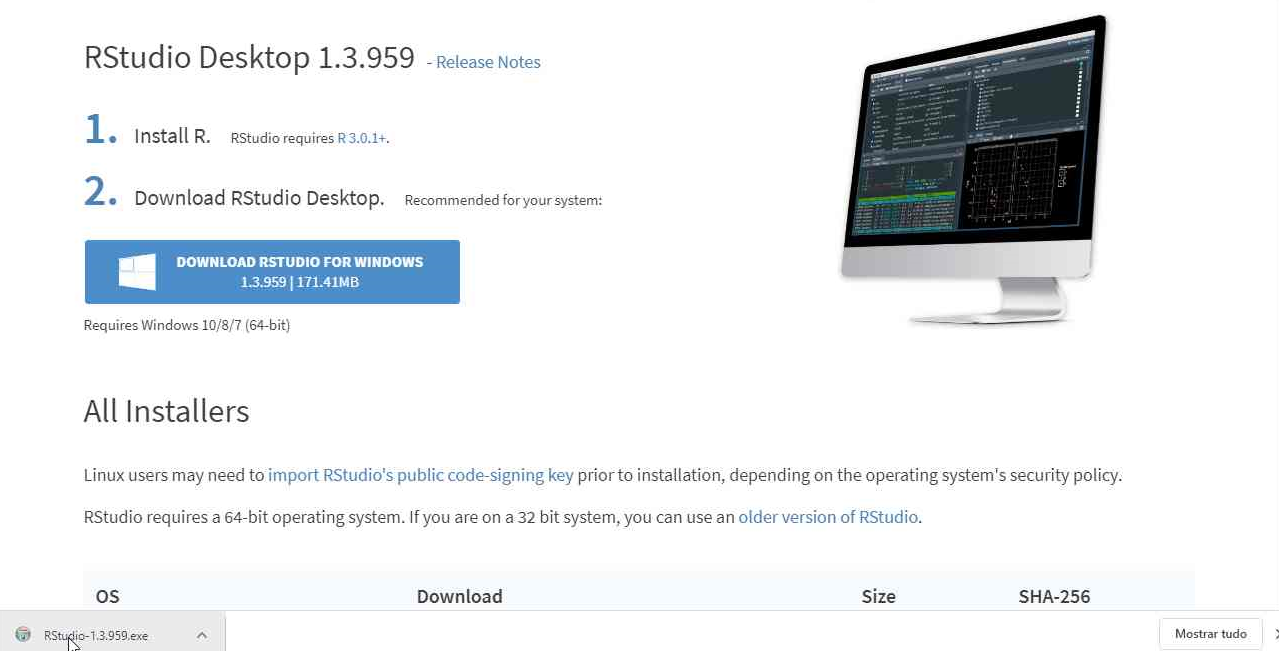 RStudio Desktop 1.3.959 - Release Notes
1. Install R. RStudio requires R 3.0.1+.
2. Download RStudio Desktop. Recommended for your system:
DOWNLOAD RSTUDIO FOR WINDOWS
1.3.959 | 171.41MB
Requires Windows 10/8/7 (64-bit)
All Installers
Linux users may need to import RStudio's public code-signing key prior to installation, depending on the operating system's security policy.
RStudio requires a 64-bit operating system. If you are on a 32 bit system, you can use an older version of RStudio.
OS Download Size SHA-256
RStudio-1.3.959.exe Mostrar tudo